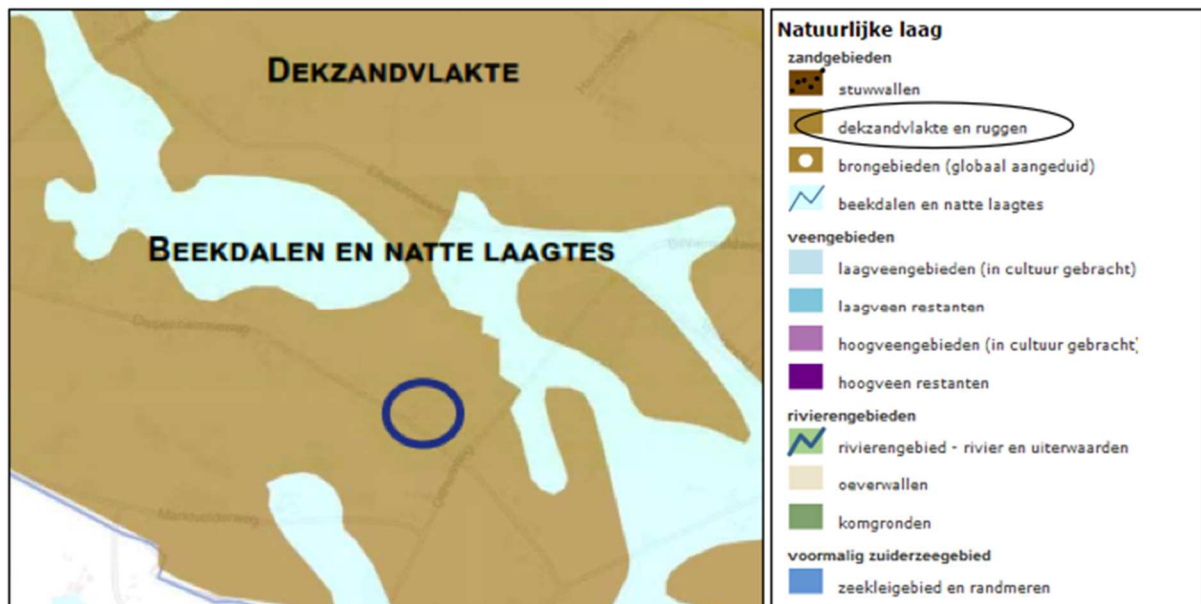 DEKZANDVLAKTE
BEEKDALEN EN NATTE LAAGTES
Natuurlijke laag
zandgebieden
stuwwallen
dekzandvlakte en ruggen
brongebieden (globaal aangeduid)
beekdalen en natte laagtes
veengebieden
laagveengebieden (in cultuur gebracht)
laagveen restanten
hoogveengebieden (in cultuur gebracht)
hoogveen restanten
rivierengebieden
rivierengebied - rivier en uiterwaarden
oeverwallen
komgronden
voormalig zuiderzeegebied
zeekleigebied en randmeren